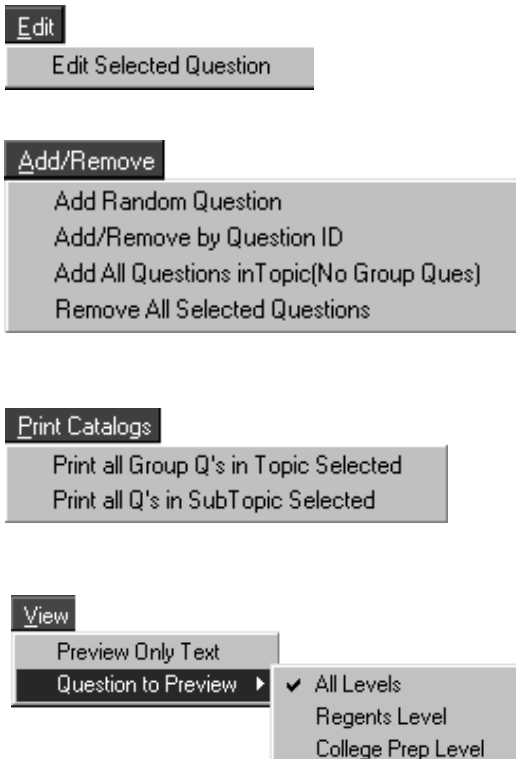 Edit
Edit Selected Question
Add/Remove
Add Random Question
Add/Remove by Question ID
Add All Questions inTopic(No Group Ques)
Remove All Selected Questions
Print Catalogs
Print all Group Q's in Topic Selected
Print all Q's in SubTopic Selected
View
Preview Only Text
Question to Preview
All Levels
Regents Level
College Prep Level